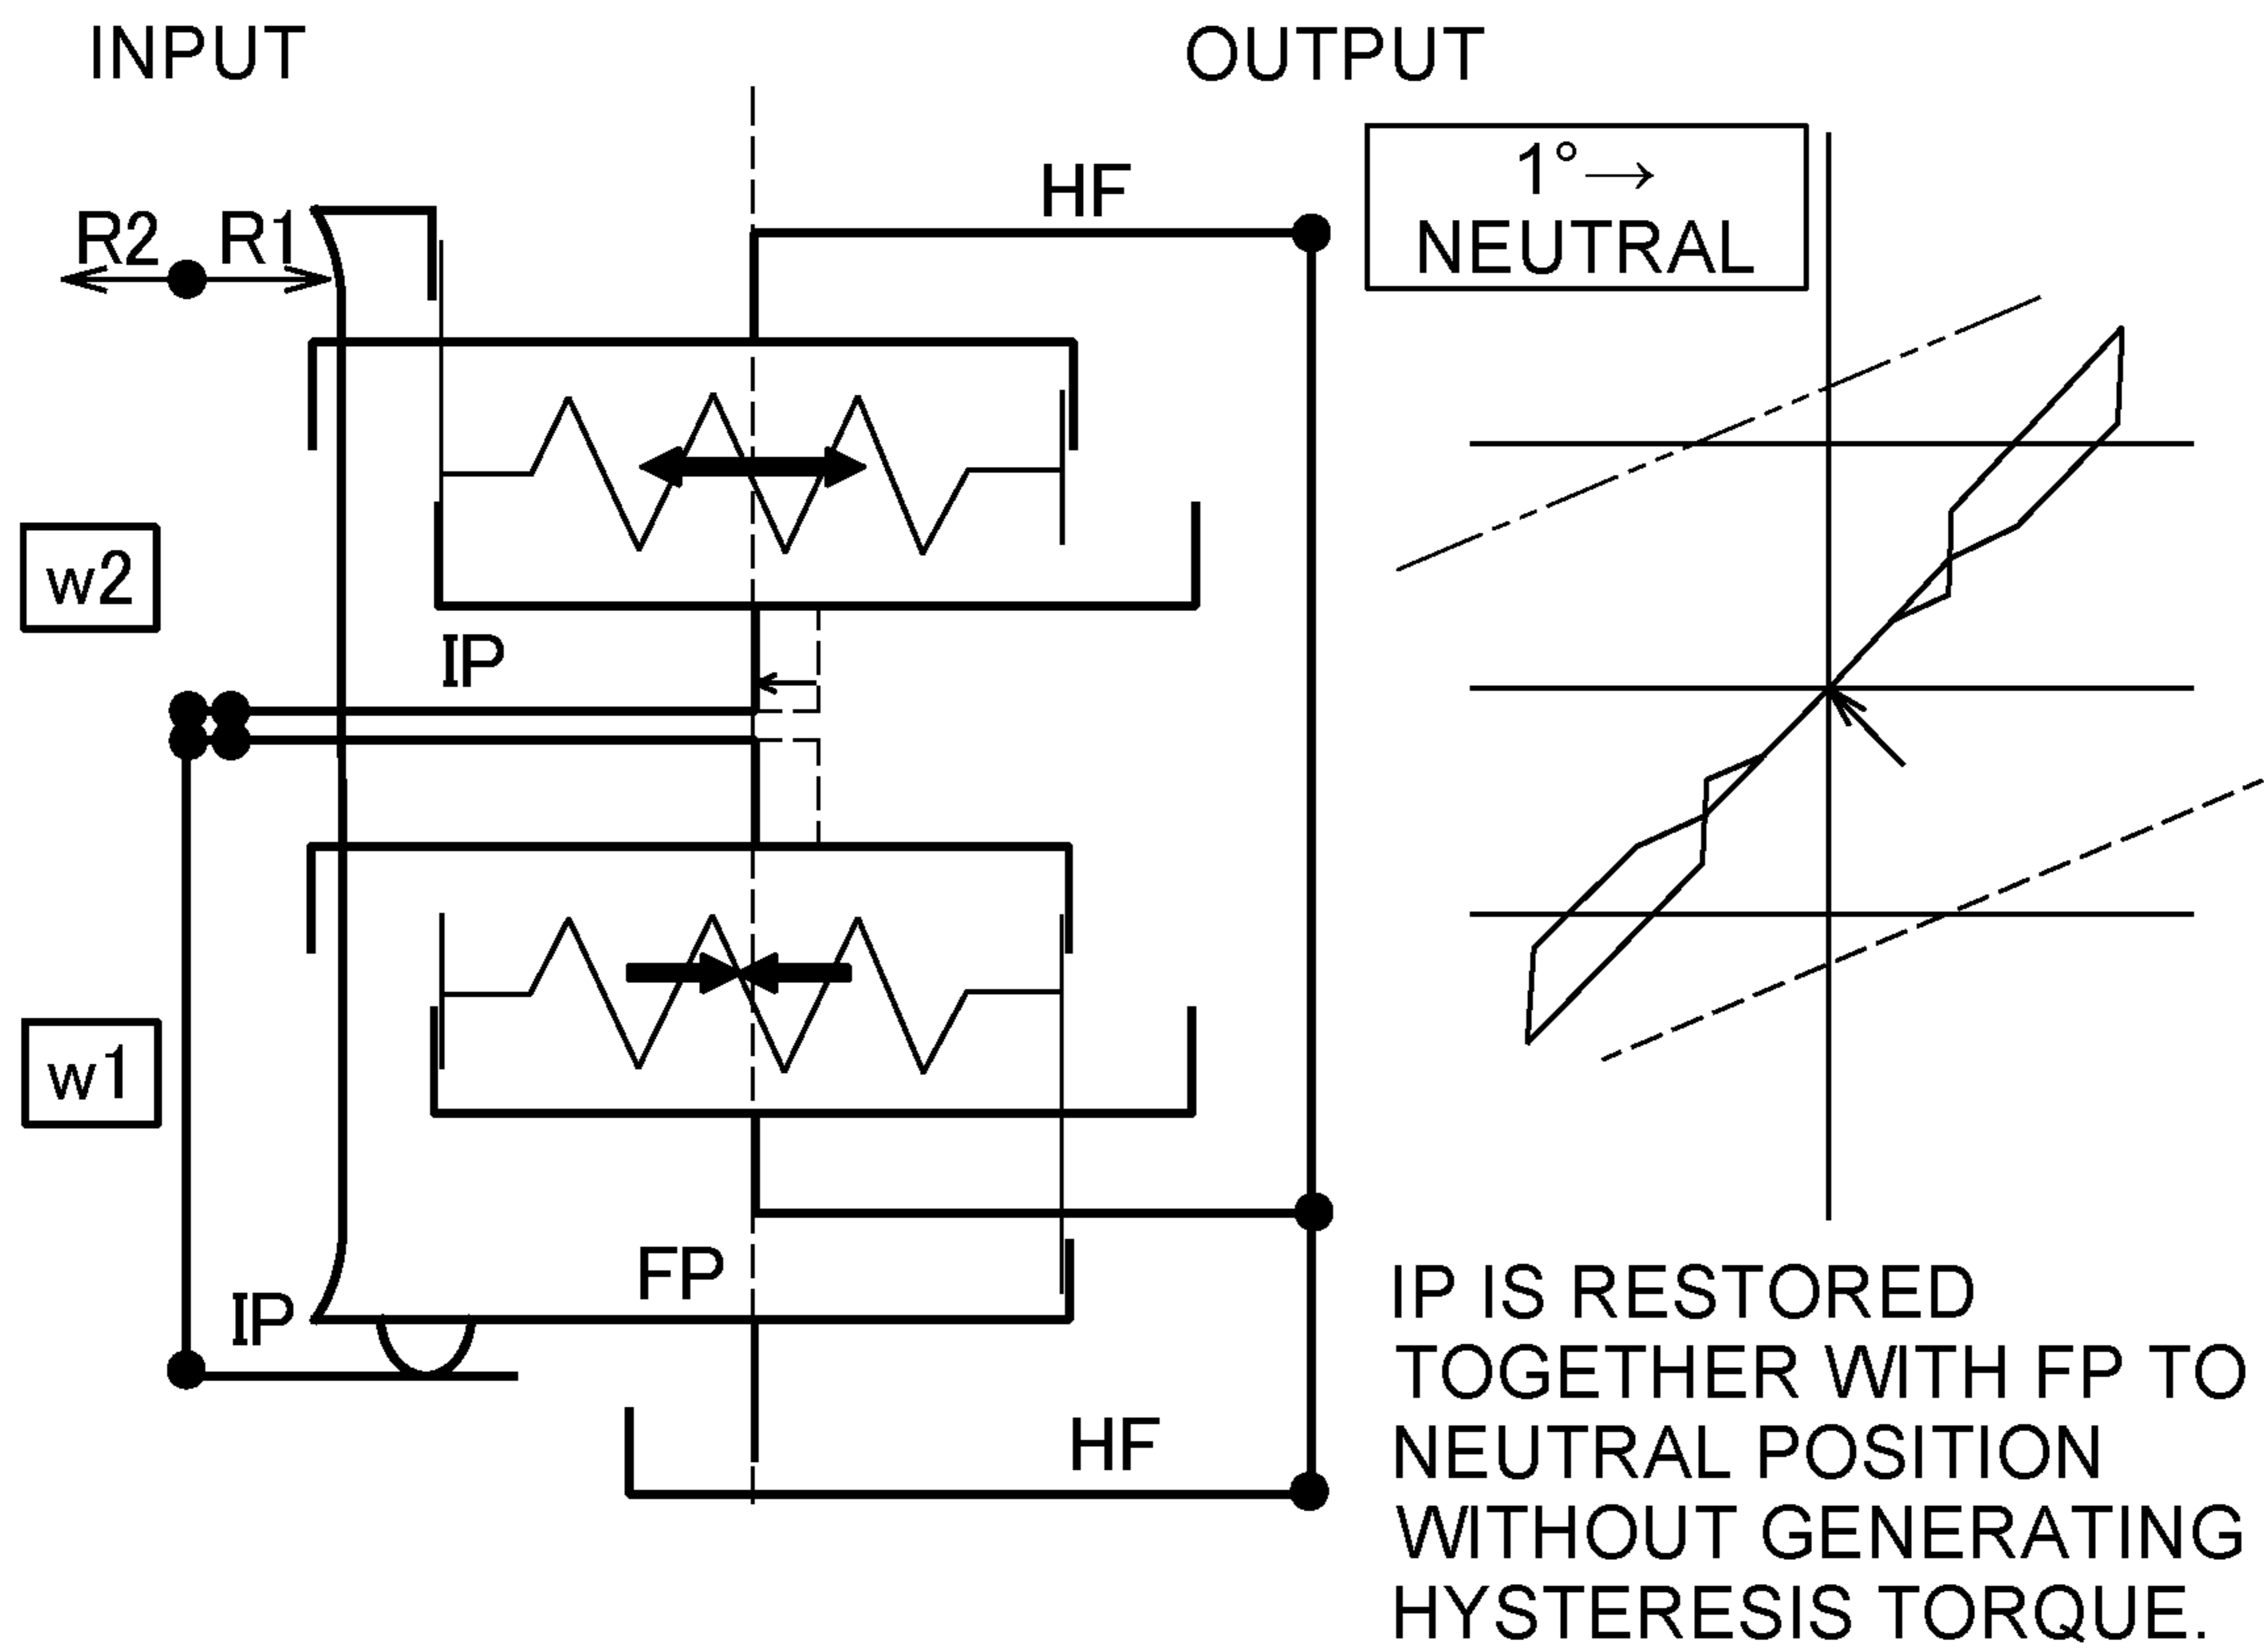 INPUT
OUTPUT
1°→
NEUTRAL
HF
R2
R1
w2
IP
w1
FP
IP
HF
IP IS RESTORED
TOGETHER WITH FP TO
NEUTRAL POSITION
WITHOUT GENERATING
HYSTERESIS TORQUE.